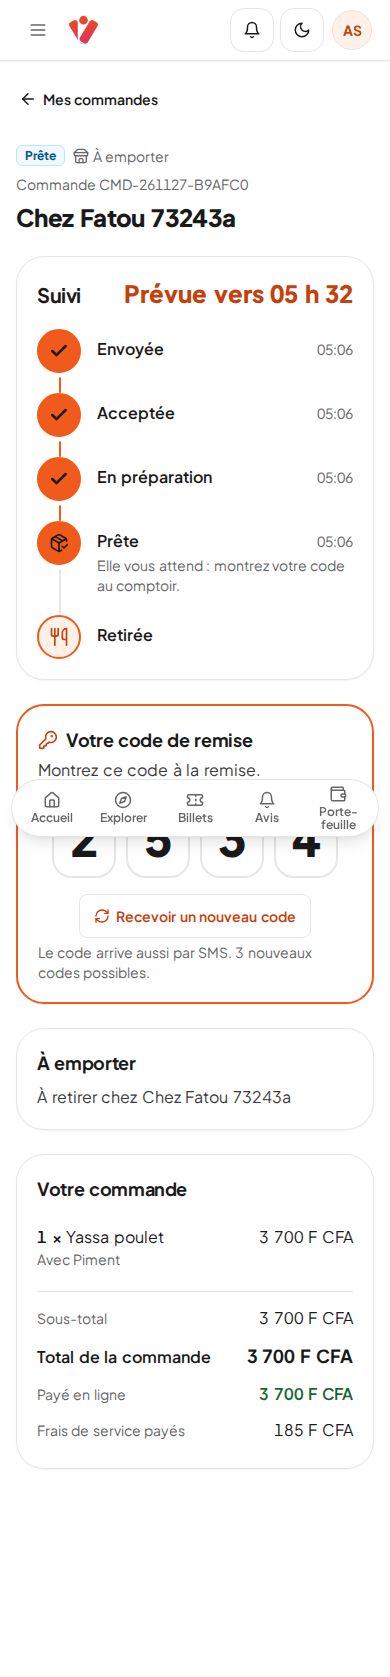 AS
Mes commandes
Prête À emporter
Commande CMD-261127-B9AFC0
Chez Fatou 73243a
Suivi Prévue vers 05 h 32
Envoyée 05:06
Acceptée 05:06
En préparation 05:06
Prête 05:06
Elle vous attend : montrez votre code
au comptoir.
Retirée
Votre code de remise
Montrez ce code à la remise.
Accueil Explorer Billets Avis Porte-
feuille
2 5 3 4
Recevoir un nouveau code
Le code arrive aussi par SMS. 3 nouveaux
codes possibles.
À emporter
À retirer chez Chez Fatou 73243a
Votre commande
1 × Yassa poulet 3 700 F CFA
Avec Piment
Sous-total 3 700 F CFA
Total de la commande 3 700 F CFA
Payé en ligne 3 700 F CFA
Frais de service payés 185 F CFA